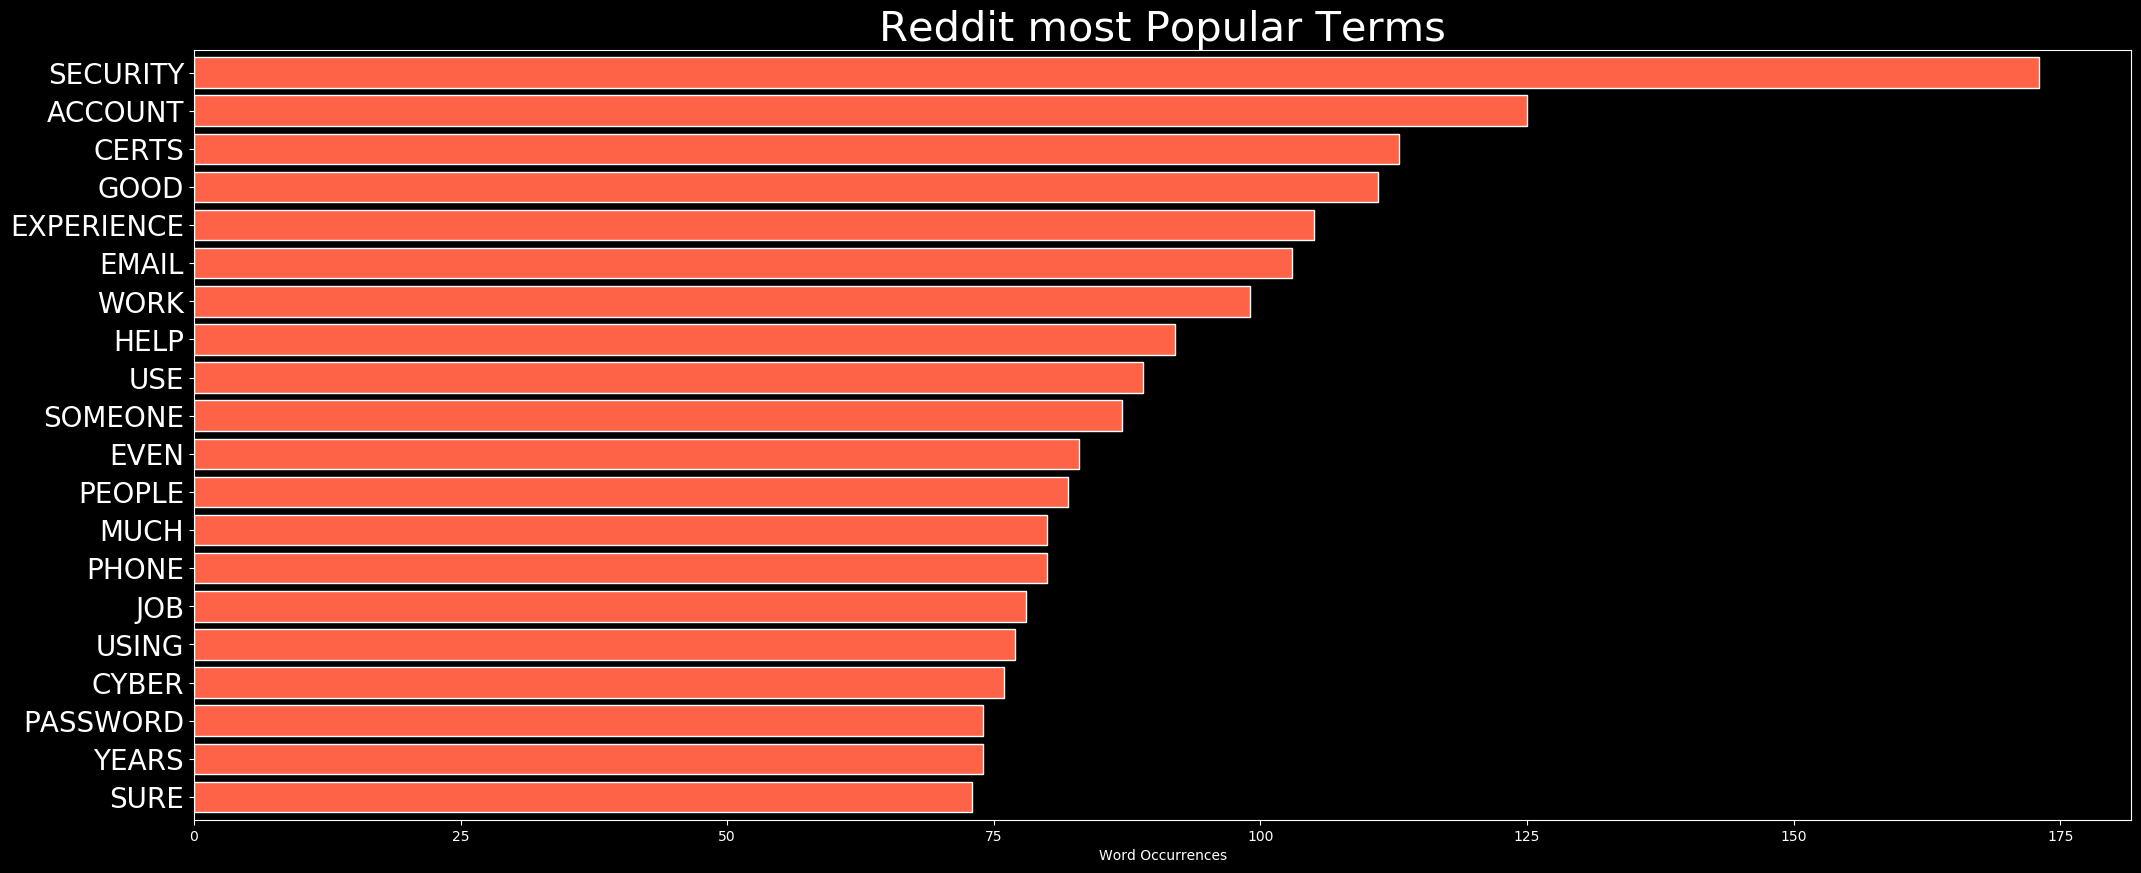 Reddit most Popular Terms
SECURITY
ACCOUNT
CERTS
GOOD
EXPERIENCE
EMAIL
WORK
HELP
USE
SOMEONE
EVEN
PEOPLE
MUCH
PHONE
JOB
USING
CYBER
PASSWORD
YEARS
SURE
0 25 50 75 100 125 150 175
Word Occurrences